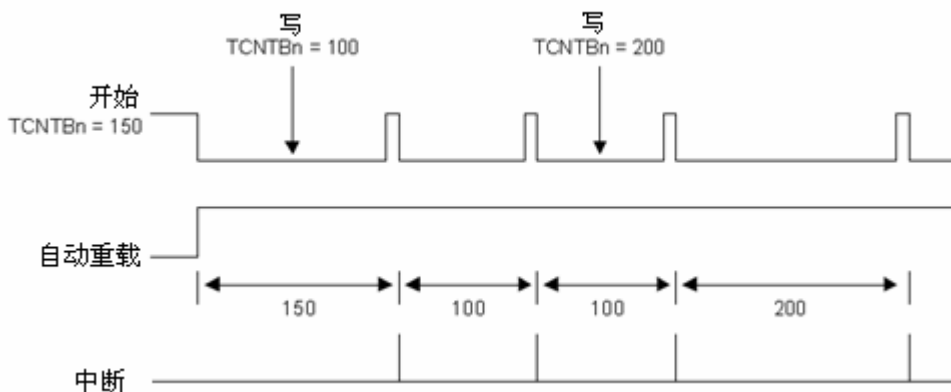 写
TCNTBn = 100
写
TCNTBn = 200
开始
TCNTBn = 150
自动重载
150
100
100
200
中断